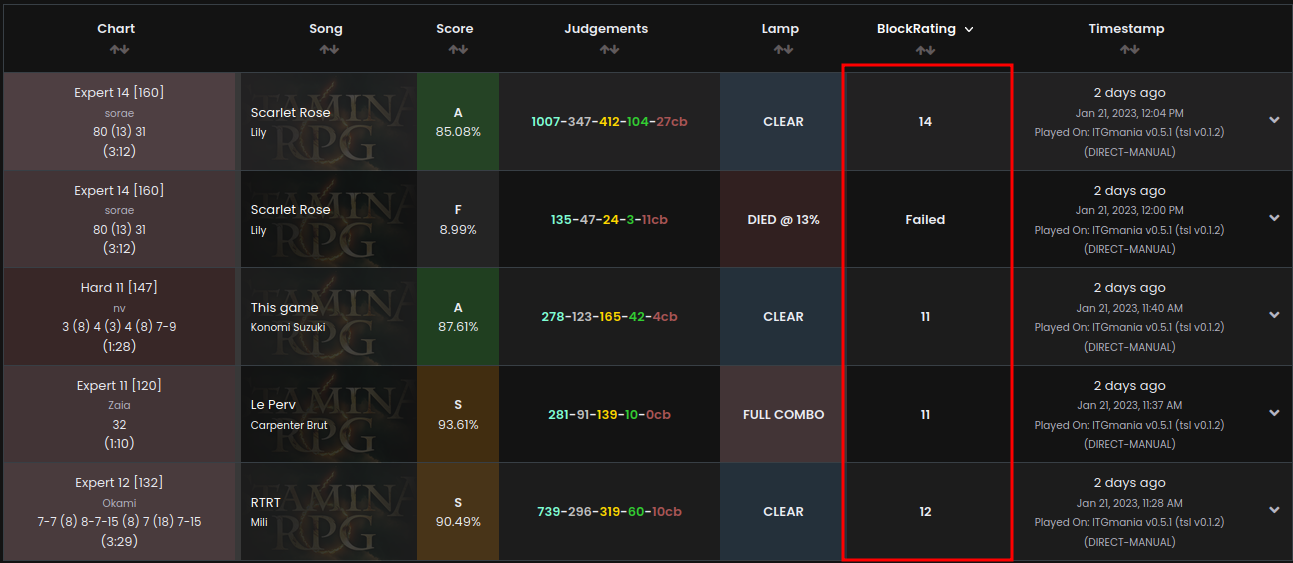 Chart Song Score Judgements Lamp BlockRating Timestamp
Expert 14 [160]
sorae
80 (13) 31
(3:12)
Scarlet Rose
Lily
A
85.08%
1007-347-412-104-27cb
CLEAR
14
2 days ago
Jan 21, 2023, 12:04 PM
Played On: ITGmania v0.5.1 (tsl v0.1.2)
(DIRECT-MANUAL)
Expert 14 [160]
sorae
80 (13) 31
(3:12)
Scarlet Rose
Lily
F
8.99%
135-47-24-3-11cb
DIED @ 13%
Failed
2 days ago
Jan 21, 2023, 12:00 PM
Played On: ITGmania v0.5.1 (tsl v0.1.2)
(DIRECT-MANUAL)
Hard 11 [147]
nv
3 (8) 4 (3) 4 (8) 7-9
(1:28)
This game
Konomi Suzuki
A
87.61%
278-123-165-42-4cb
CLEAR
11
2 days ago
Jan 21, 2023, 11:40 AM
Played On: ITGmania v0.5.1 (tsl v0.1.2)
(DIRECT-MANUAL)
Expert 11 [120]
Zaia
32
(1:10)
Le Perv
Carpenter Brut
S
93.61%
281-91-139-10-0cb
FULL COMBO
11
2 days ago
Jan 21, 2023, 11:37 AM
Played On: ITGmania v0.5.1 (tsl v0.1.2)
(DIRECT-MANUAL)
Expert 12 [132]
Okami
7-7 (8) 8-7-15 (8) 7 (18) 7-15
(3:29)
RTRT
Mili
S
90.49%
739-296-319-60-10cb
CLEAR
12
2 days ago
Jan 21, 2023, 11:28 AM
Played On: ITGmania v0.5.1 (tsl v0.1.2)
(DIRECT-MANUAL)